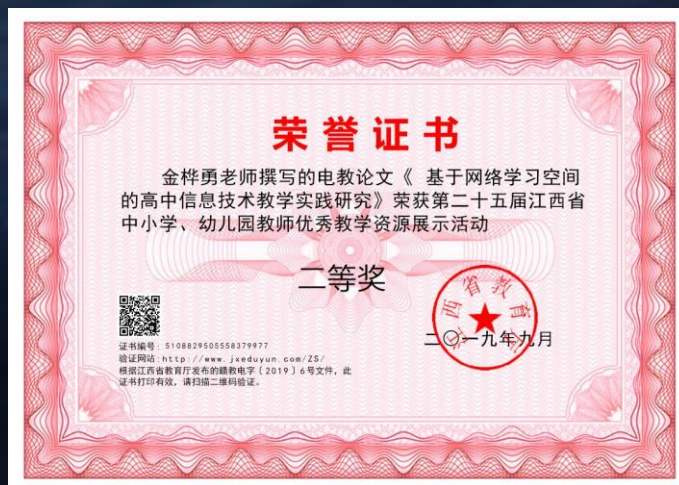 荣誉证书
金桦勇老师撰写的电教论文《 基于网络学习空间
的高中信息技术教学实践研究》荣获第二十五届江西省
中小学、幼儿园教师优秀教学资源展示活动
二等奖
江西省教育厅
二〇一九年九月
证书编号：5108829505558379977
验证网站：http://www.jxeduyun.com/ZS/
根据江西省教育厅发布的赣教电字〔2019〕6号文件，此
证书打印有效，请扫描二维码验证。